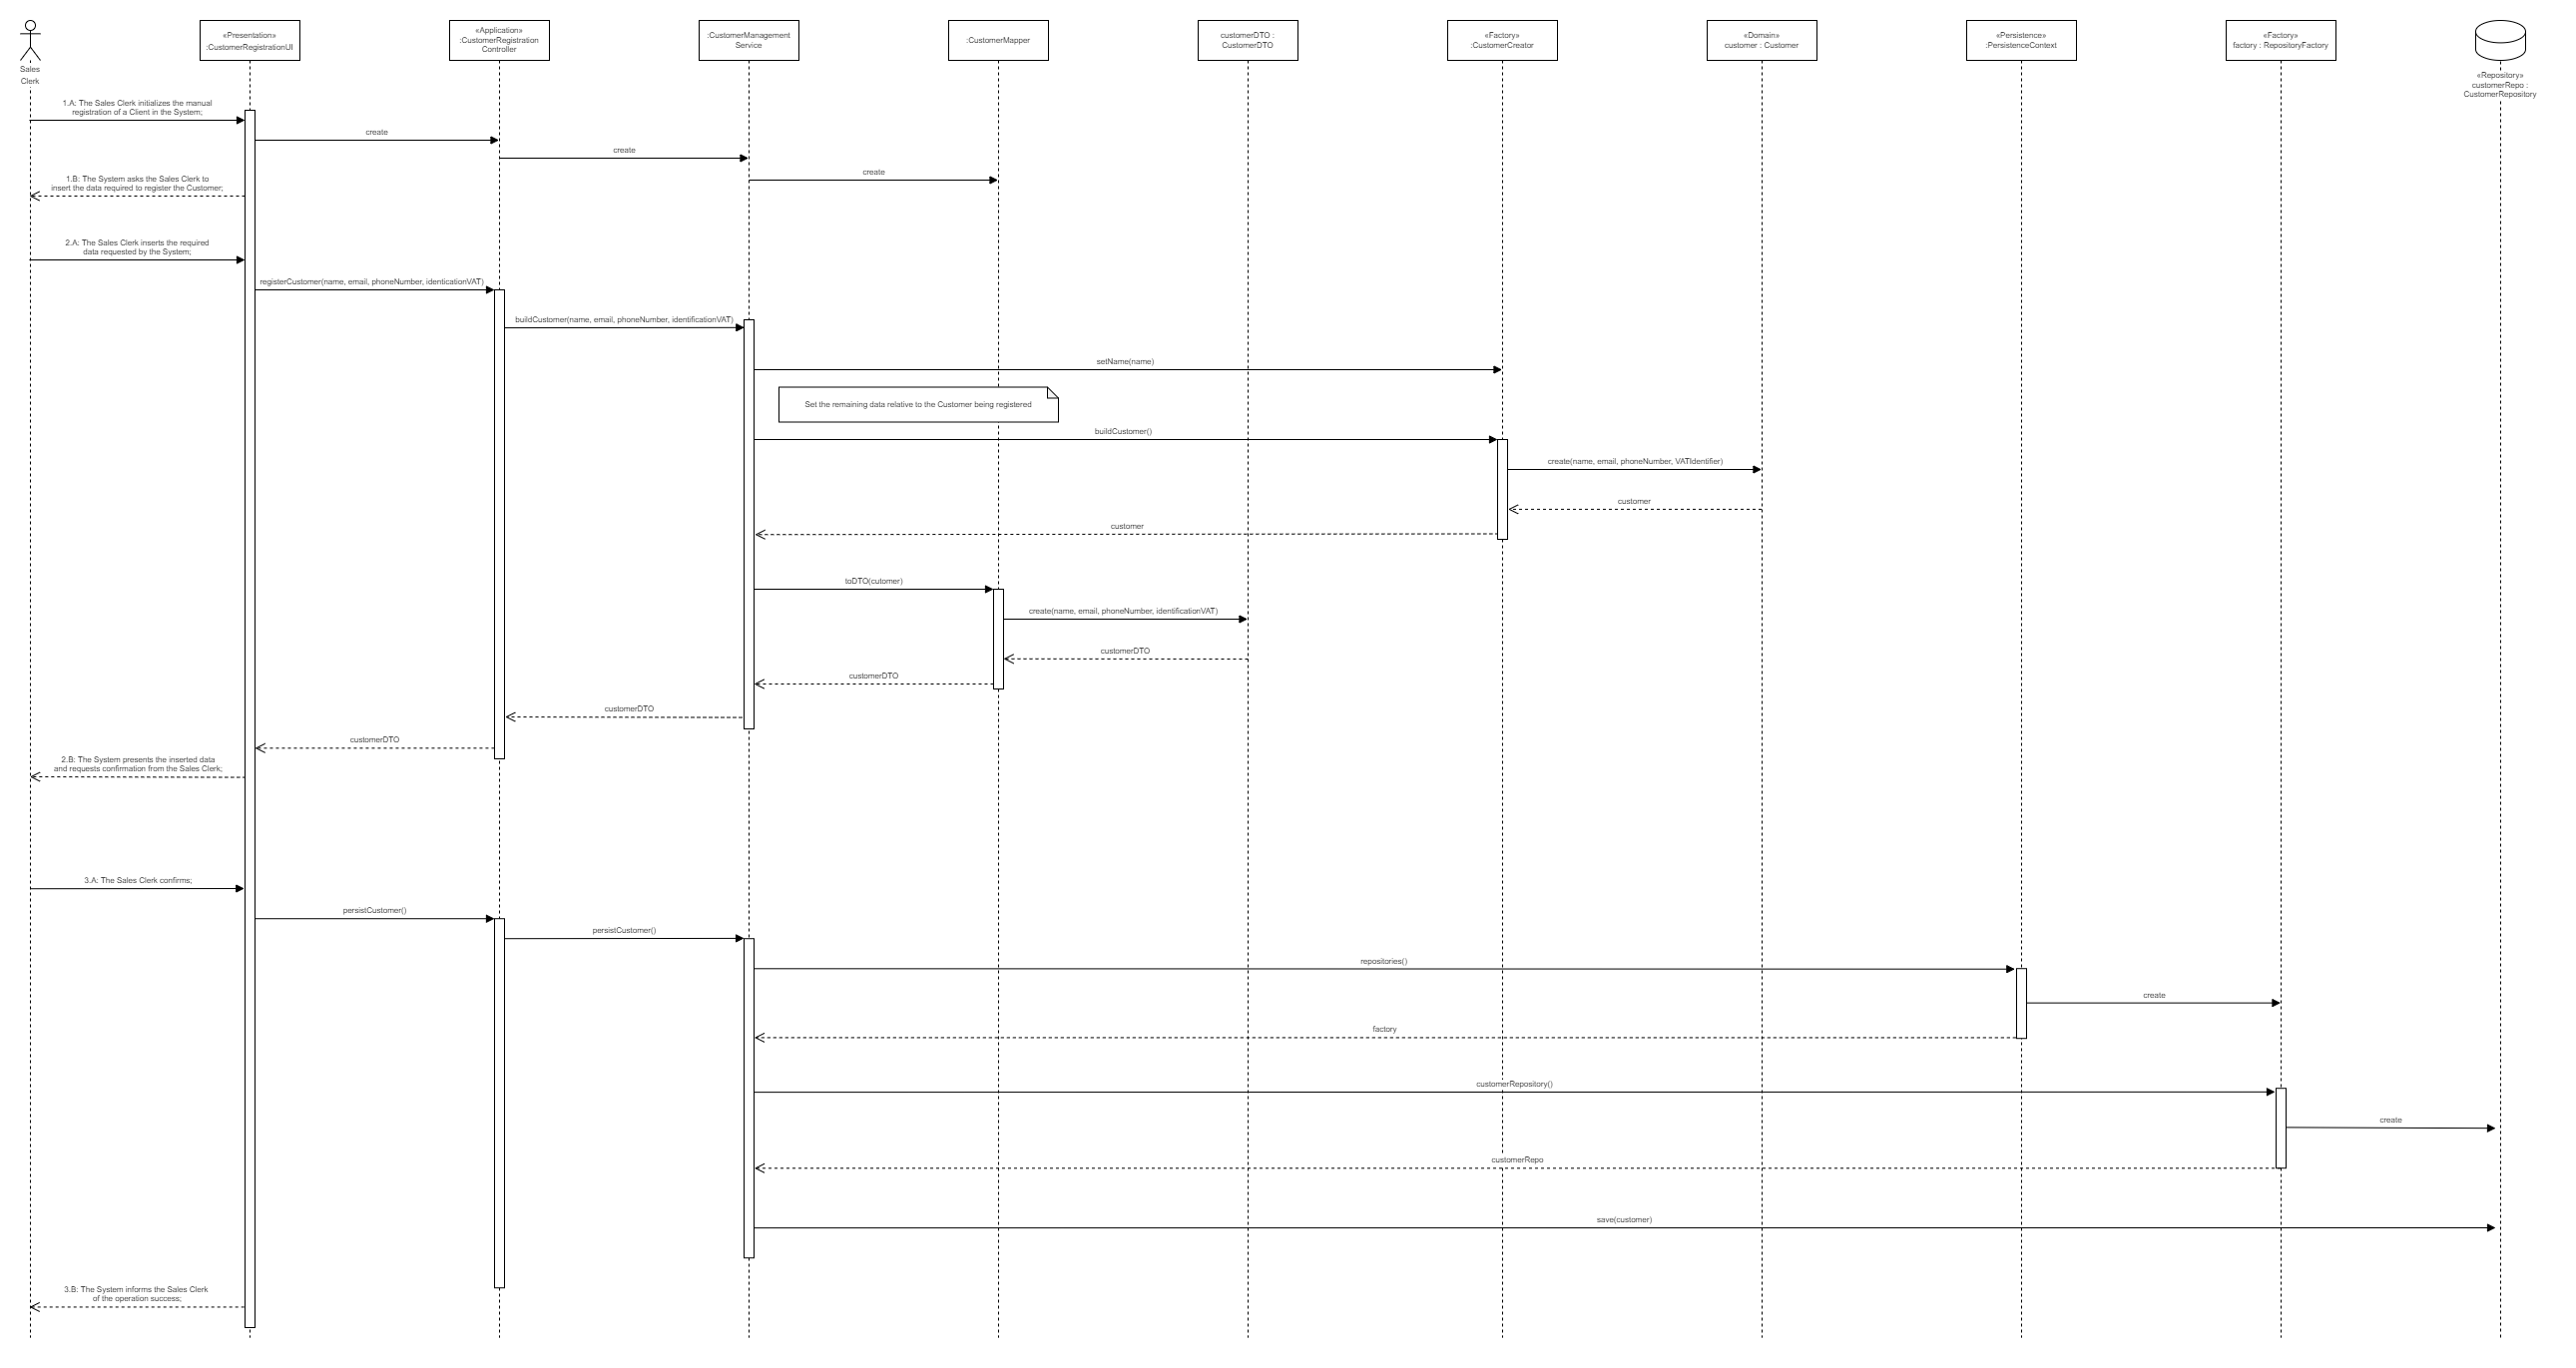 Sales
Clerk
«Presentation»
:CustomerRegistrationUI
«Application»
:CustomerRegistration
Controller
:CustomerManagement
Service
:CustomerMapper
customerDTO :
CustomerDTO
«Factory»
:CustomerCreator
«Domain»
customer : Customer
«Persistence»
:PersistenceContext
«Factory»
factory : RepositoryFactory
«Repository»
customerRepo :
CustomerRepository
1.A: The Sales Clerk initializes the manual
registration of a Client in the System;
create
create
create
1.B: The System asks the Sales Clerk to
insert the data required to register the Customer;
2.A: The Sales Clerk inserts the required
data requested by the System;
registerCustomer(name, email, phoneNumber, identicationVAT)
buildCustomer(name, email, phoneNumber, identificationVAT)
setName(name)
Set the remaining data relative to the Customer being registered
buildCustomer()
create(name, email, phoneNumber, VATIdentifier)
customer
customer
toDTO(cutomer)
create(name, email, phoneNumber, identificationVAT)
customerDTO
customerDTO
customerDTO
customerDTO
2.B: The System presents the inserted data
and requests confirmation from the Sales Clerk;
3.A: The Sales Clerk confirms;
persistCustomer()
persistCustomer()
repositories()
create
factory
customerRepository()
create
customerRepo
save(customer)
3.B: The System informs the Sales Clerk
of the operation success;